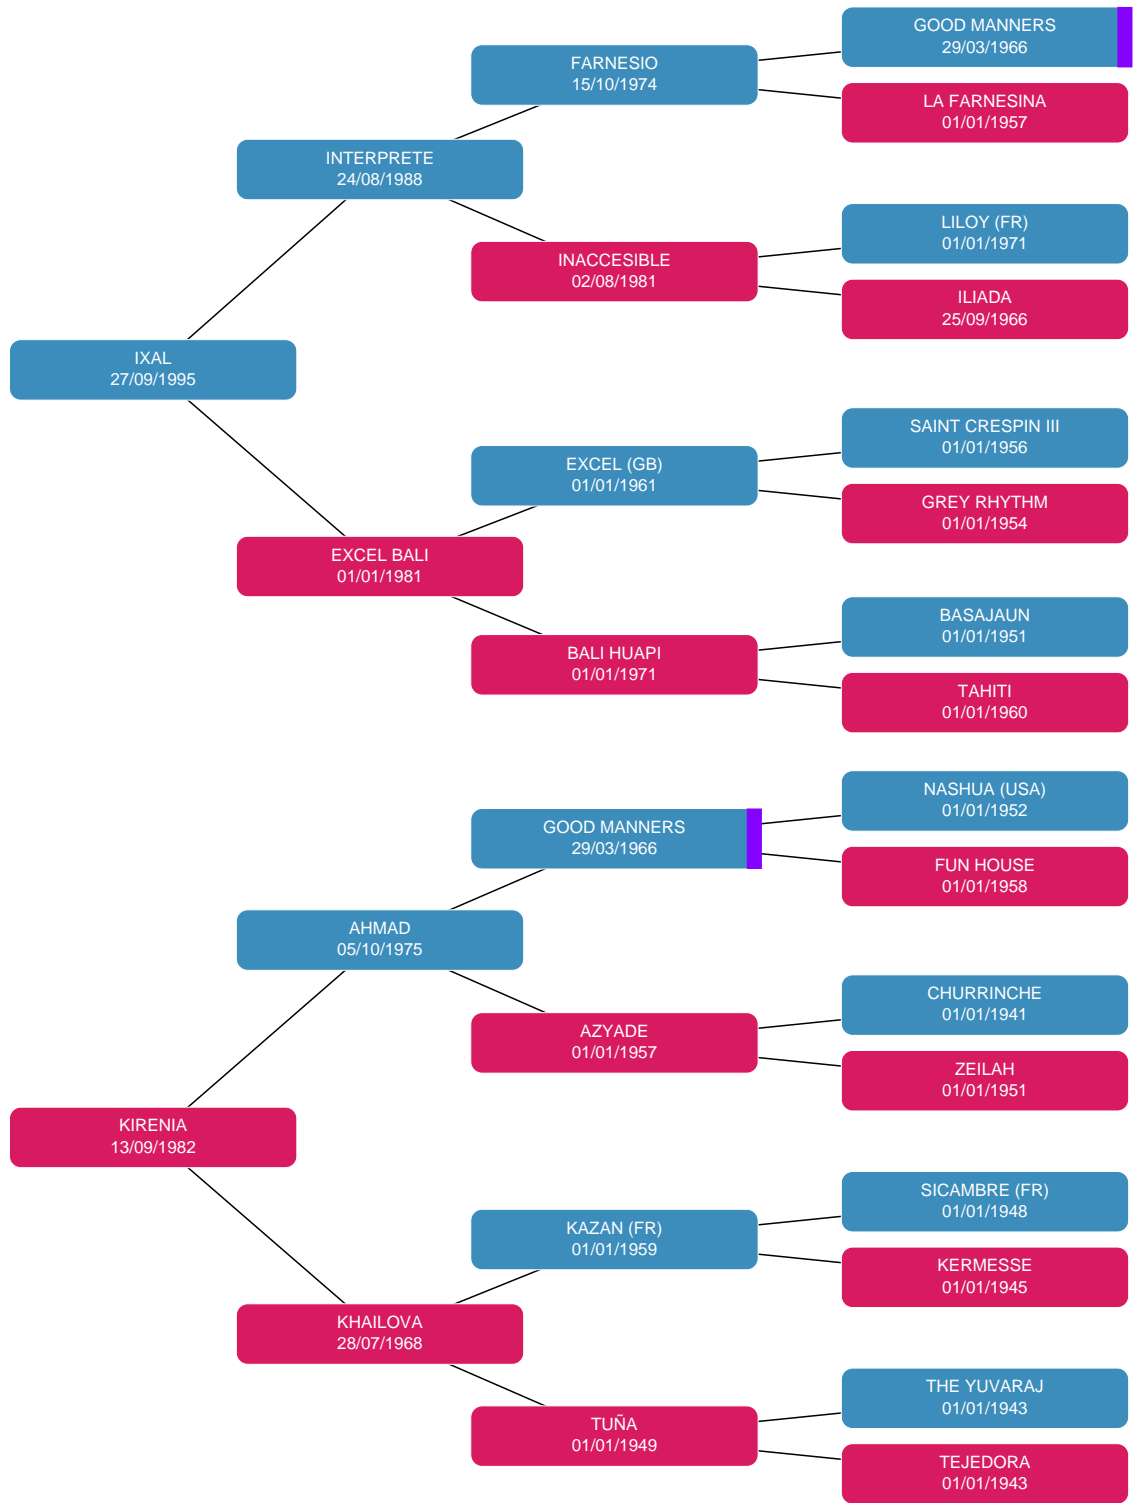 GOOD MANNERS
29/03/1966
FARNESIO
15/10/1974
LA FARNESINA
01/01/1957
INTERPRETE
24/08/1988
LILOY (FR)
01/01/1971
INACCESIBLE
02/08/1981
ILIADA
25/09/1966
IXAL
27/09/1995
SAINT CRESPIN III
01/01/1956
EXCEL (GB)
01/01/1961
GREY RHYTHM
01/01/1954
EXCEL BALI
01/01/1981
BASAJAUN
01/01/1951
BALI HUAPI
01/01/1971
TAHITI
01/01/1960
NASHUA (USA)
01/01/1952
GOOD MANNERS
29/03/1966
FUN HOUSE
01/01/1958
AHMAD
05/10/1975
CHURRINCHE
01/01/1941
AZYADE
01/01/1957
ZEILAH
01/01/1951
KIRENIA
13/09/1982
SICAMBRE (FR)
01/01/1948
KAZAN (FR)
01/01/1959
KERMESSE
01/01/1945
KHAILOVA
28/07/1968
THE YUVARAJ
01/01/1943
TUÑA
01/01/1949
TEJEDORA
01/01/1943